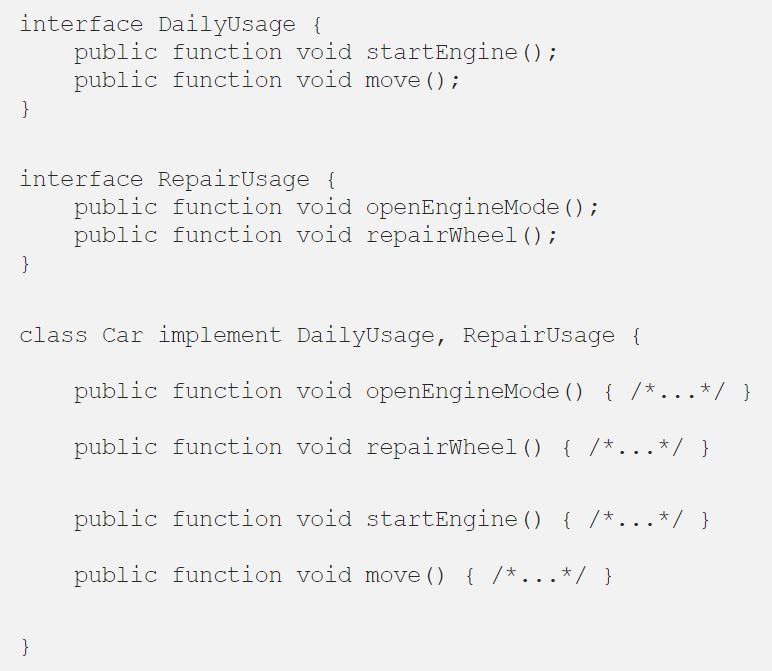 interface DailyUsage {
    public function void startEngine();
    public function void move();
}
interface RepairUsage {
    public function void openEngineMode();
    public function void repairWheel();
}
class Car implement DailyUsage, RepairUsage {
    public function void openEngineMode() { /*...*/ }
    public function void repairWheel() { /*...*/ }
    public function void startEngine() { /*...*/ }
    public function void move() { /*...*/ }
}